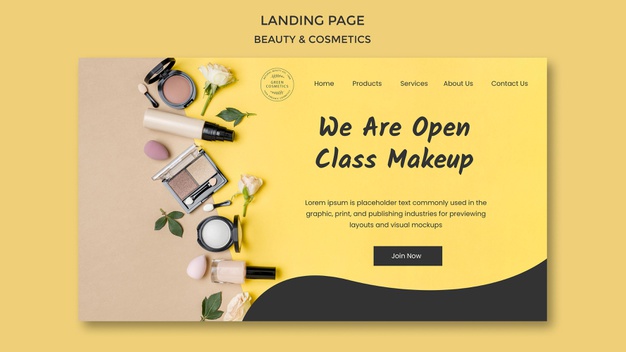 LANDING PAGE
BEAUTY & COSMETICS
GREEN
COSMETICS
Home Products Services About Us Contact Us
We Are Open
Class Makeup
Lorem ipsum is placeholder text commonly used in the
graphic, print, and publishing industries for previewing
layouts and visual mockups
Join Now